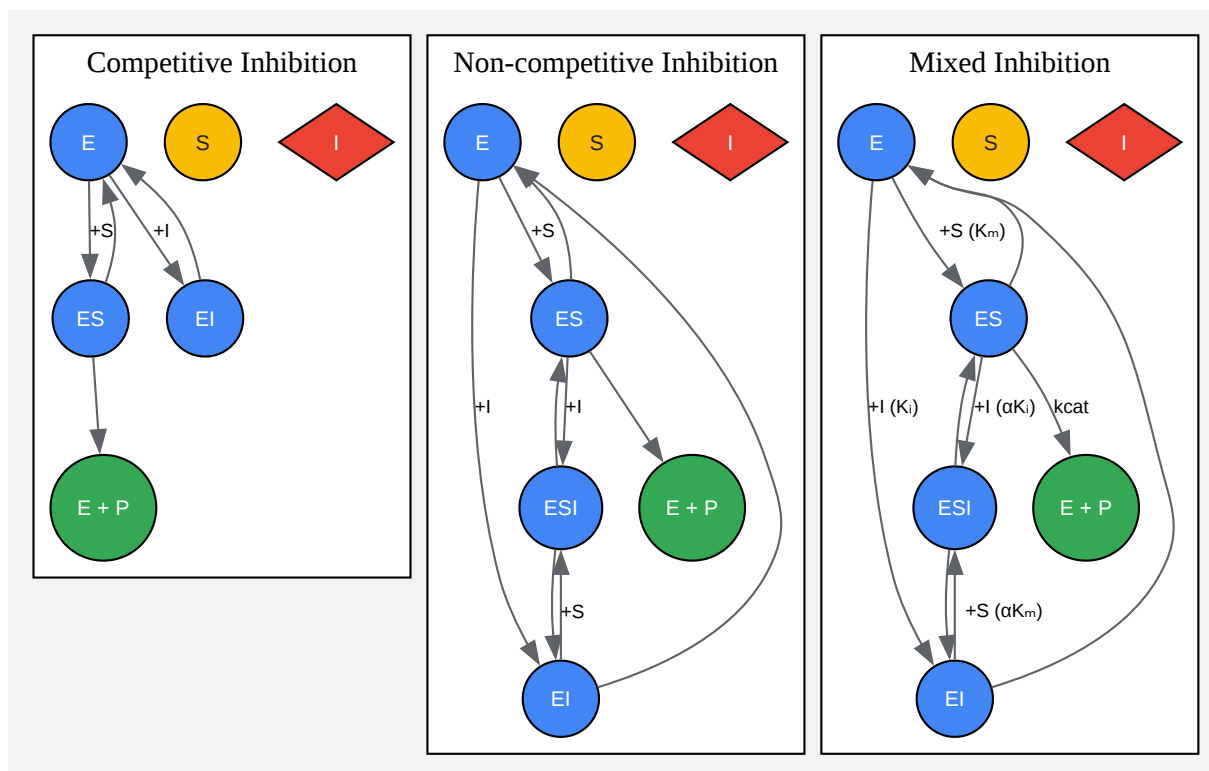 Competitive Inhibition
E
S
I
+S
+I
ES
EI
E + P
Non-competitive Inhibition
E
S
I
+S
ES
+I
+I
ESI
E + P
+S
EI
Mixed Inhibition
E
S
I
+S (Kₘ)
ES
+I (Kᵢ)
+I (αKᵢ)
kcat
ESI
E + P
+S (αKₘ)
EI